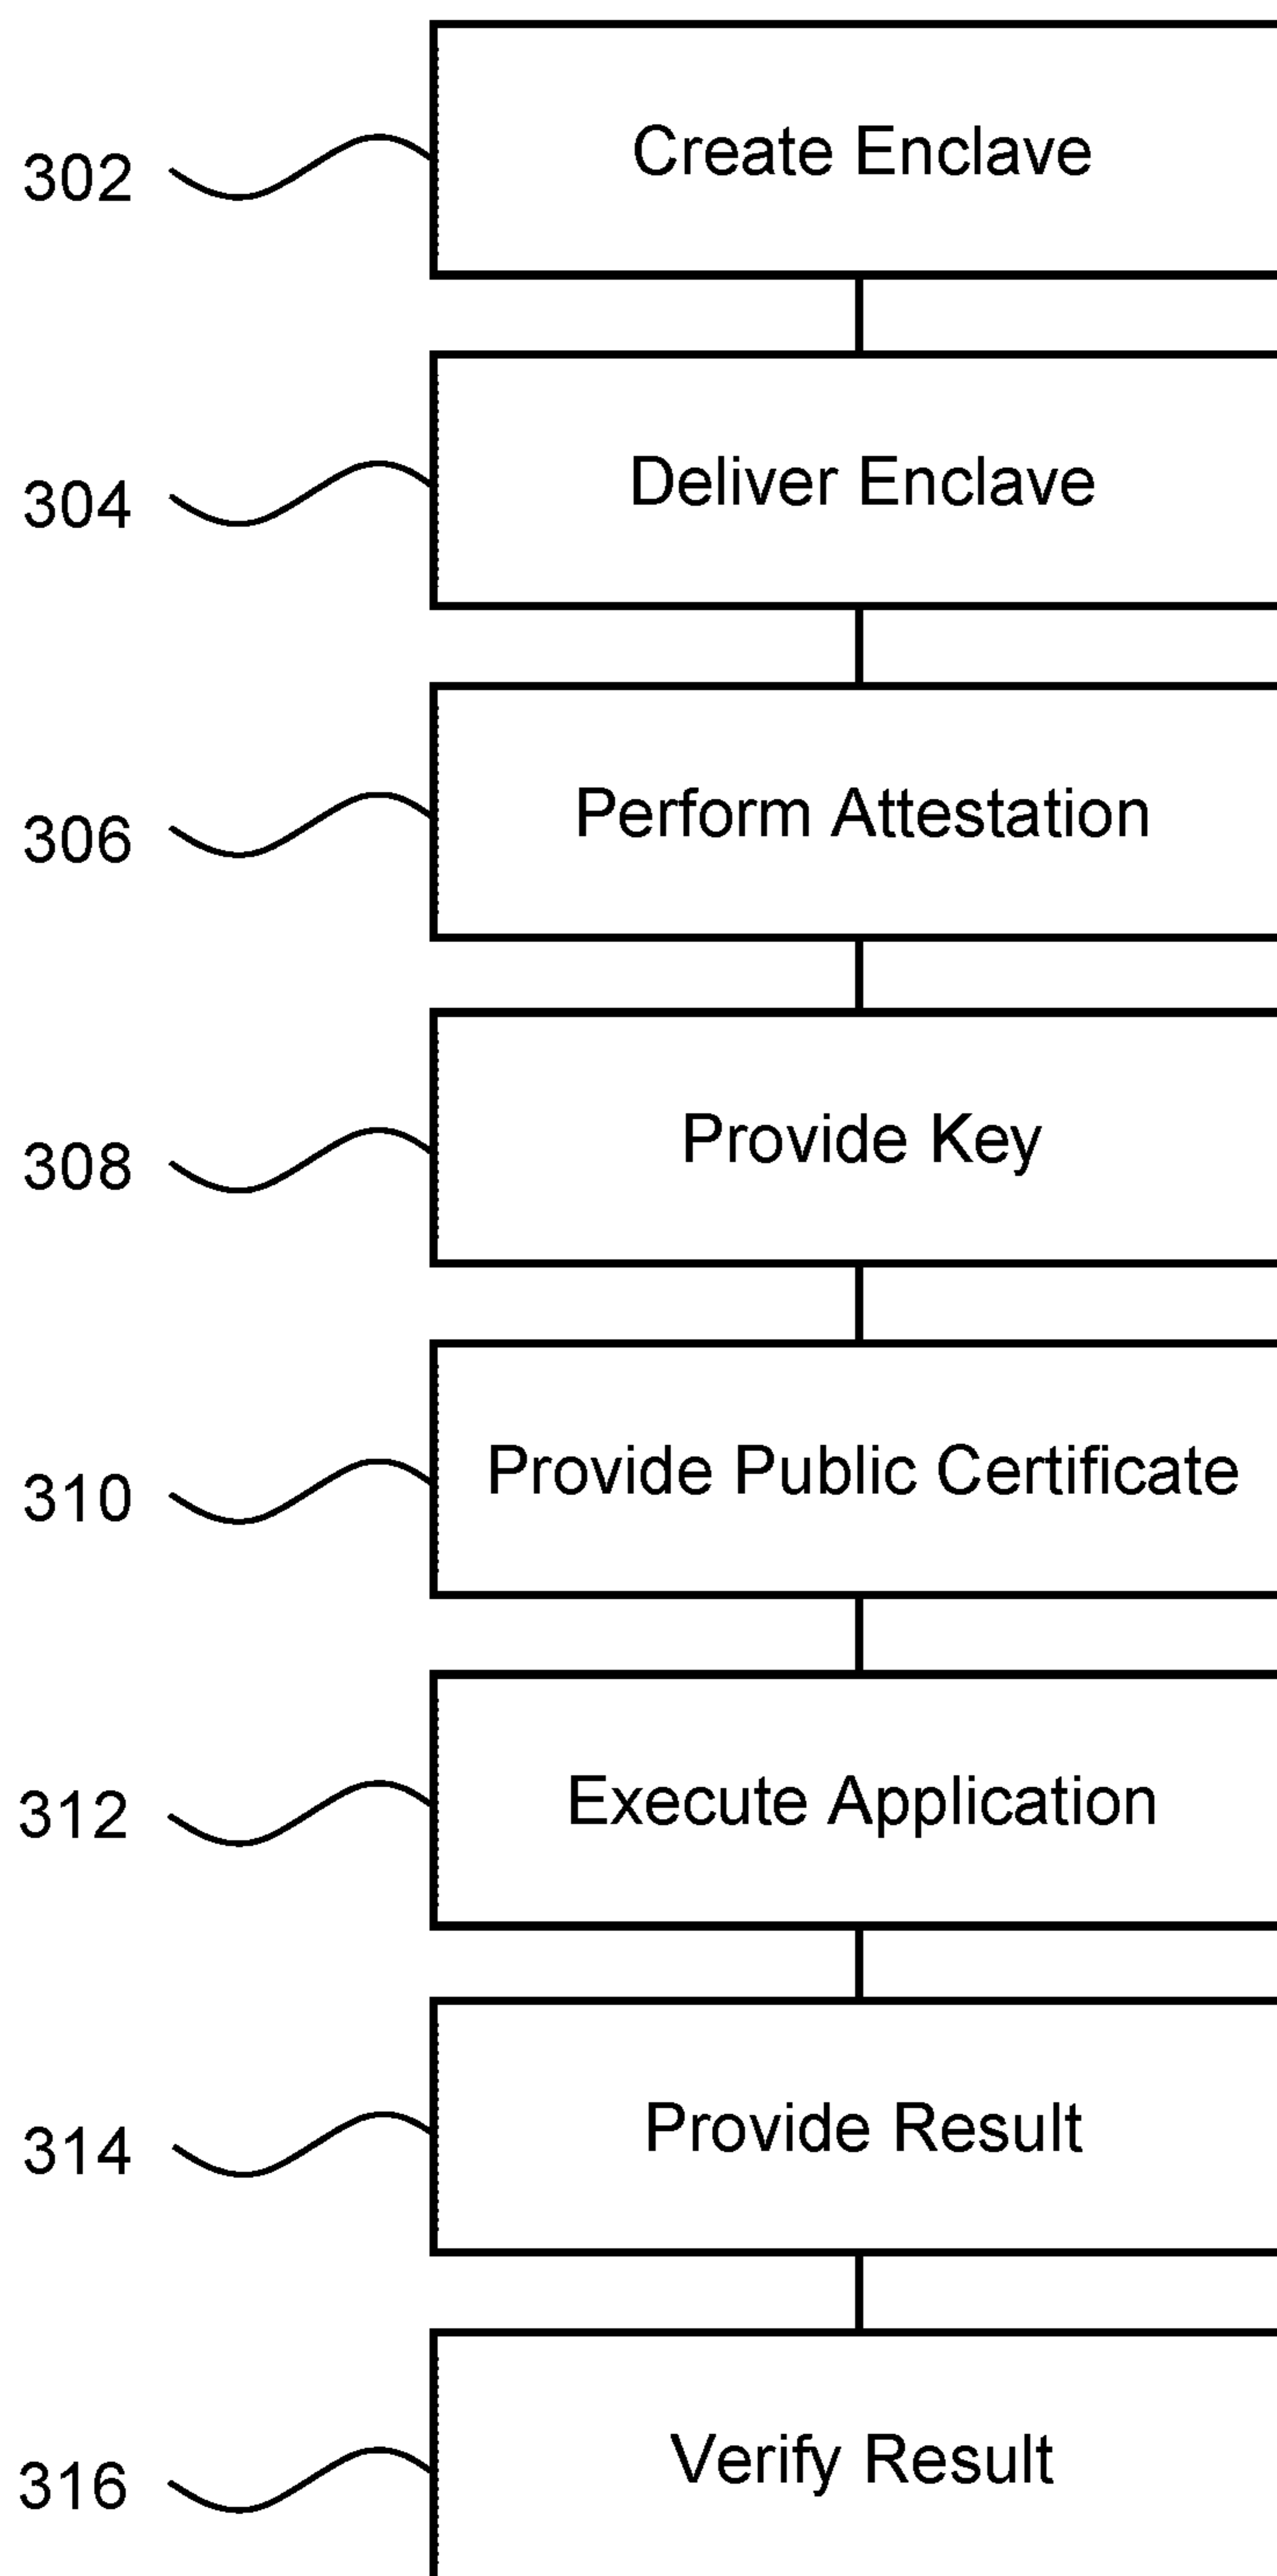 302 Create Enclave
304 Deliver Enclave
306 Perform Attestation
308 Provide Key
310 Provide Public Certificate
312 Execute Application
314 Provide Result
316 Verify Result